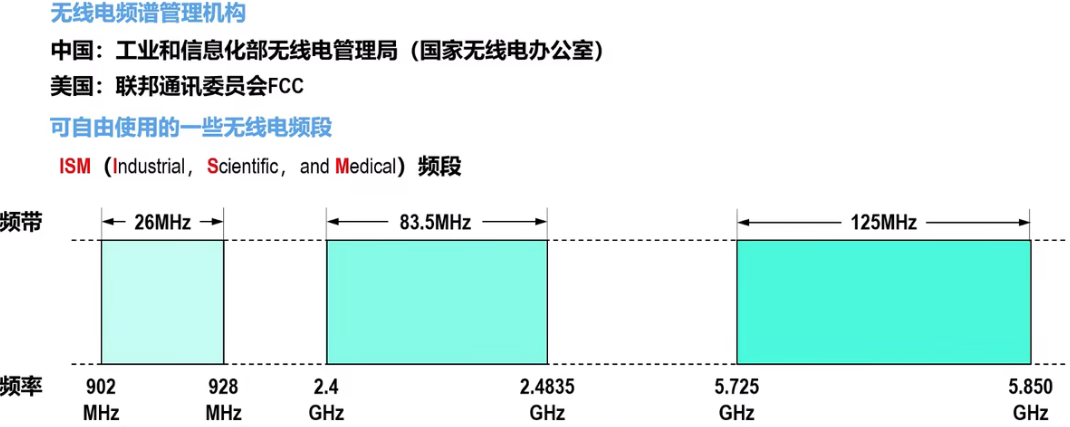 无线电频谱管理机构
中国：工业和信息化部无线电管理局（国家无线电办公室）
美国：联邦通讯委员会FCC
可自由使用的一些无线电频段
ISM（Industrial，Scientific，and Medical）频段
频带 26MHz 83.5MHz 125MHz
频率 902 928 2.4 2.4835 5.725 5.850
MHz MHz GHz GHz GHz GHz